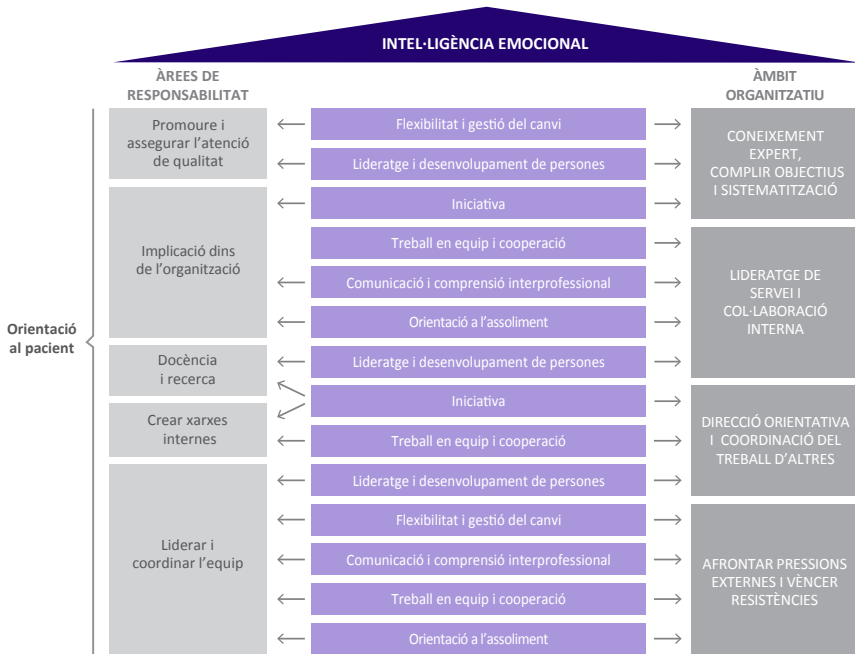 INTEL·LIGÈNCIA EMOCIONAL
ÀREES DE
RESPONSABILITAT
ÀMBIT
ORGANITZATIU
Orientació
al pacient
Promoure i
assegurar l'atenció
de qualitat
Implicació dins
de l'organització
Docència
i recerca
Crear xarxes
internes
Liderar i
coordinar l'equip
Flexibilitat i gestió del canvi
Lideratge i desenvolupament de persones
Iniciativa
Treball en equip i cooperació
Comunicació i comprensió interprofessional
Orientació a l'assoliment
Lideratge i desenvolupament de persones
Iniciativa
Treball en equip i cooperació
Lideratge i desenvolupament de persones
Flexibilitat i gestió del canvi
Comunicació i comprensió interprofessional
Treball en equip i cooperació
Orientació a l'assoliment
CONEIXEMENT
EXPERT,
COMPLIR OBJECTIUS
I SISTEMATITZACIÓ
LIDERATGE DE
SERVEI I
COL·LABORACIÓ
INTERNA
DIRECCIÓ ORIENTATIVA
I COORDINACIÓ DEL
TREBALL D'ALTRES
AFRONTAR PRESSIONS
EXTERNES I VÈNCER
RESISTÈNCIES